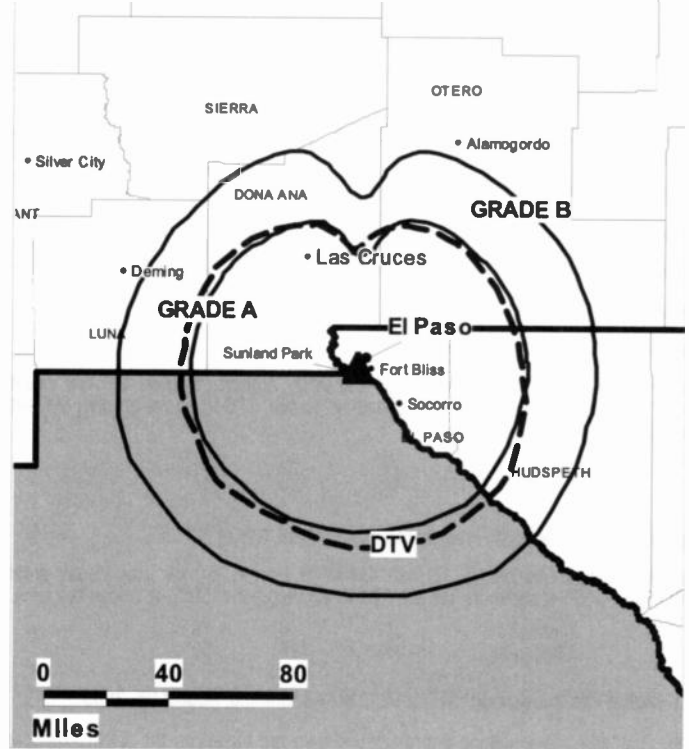 OTERO
SIERRA
Alamogordo
Silver City
DONA ANA
ANT
GRADE B
Las Cruces
Deming
GRADE A
El Paso
LUNA
Sunland Park
Fort Bliss
Socorro
EL PASO
HUDSPETH
DTV
0 40 80
Miles